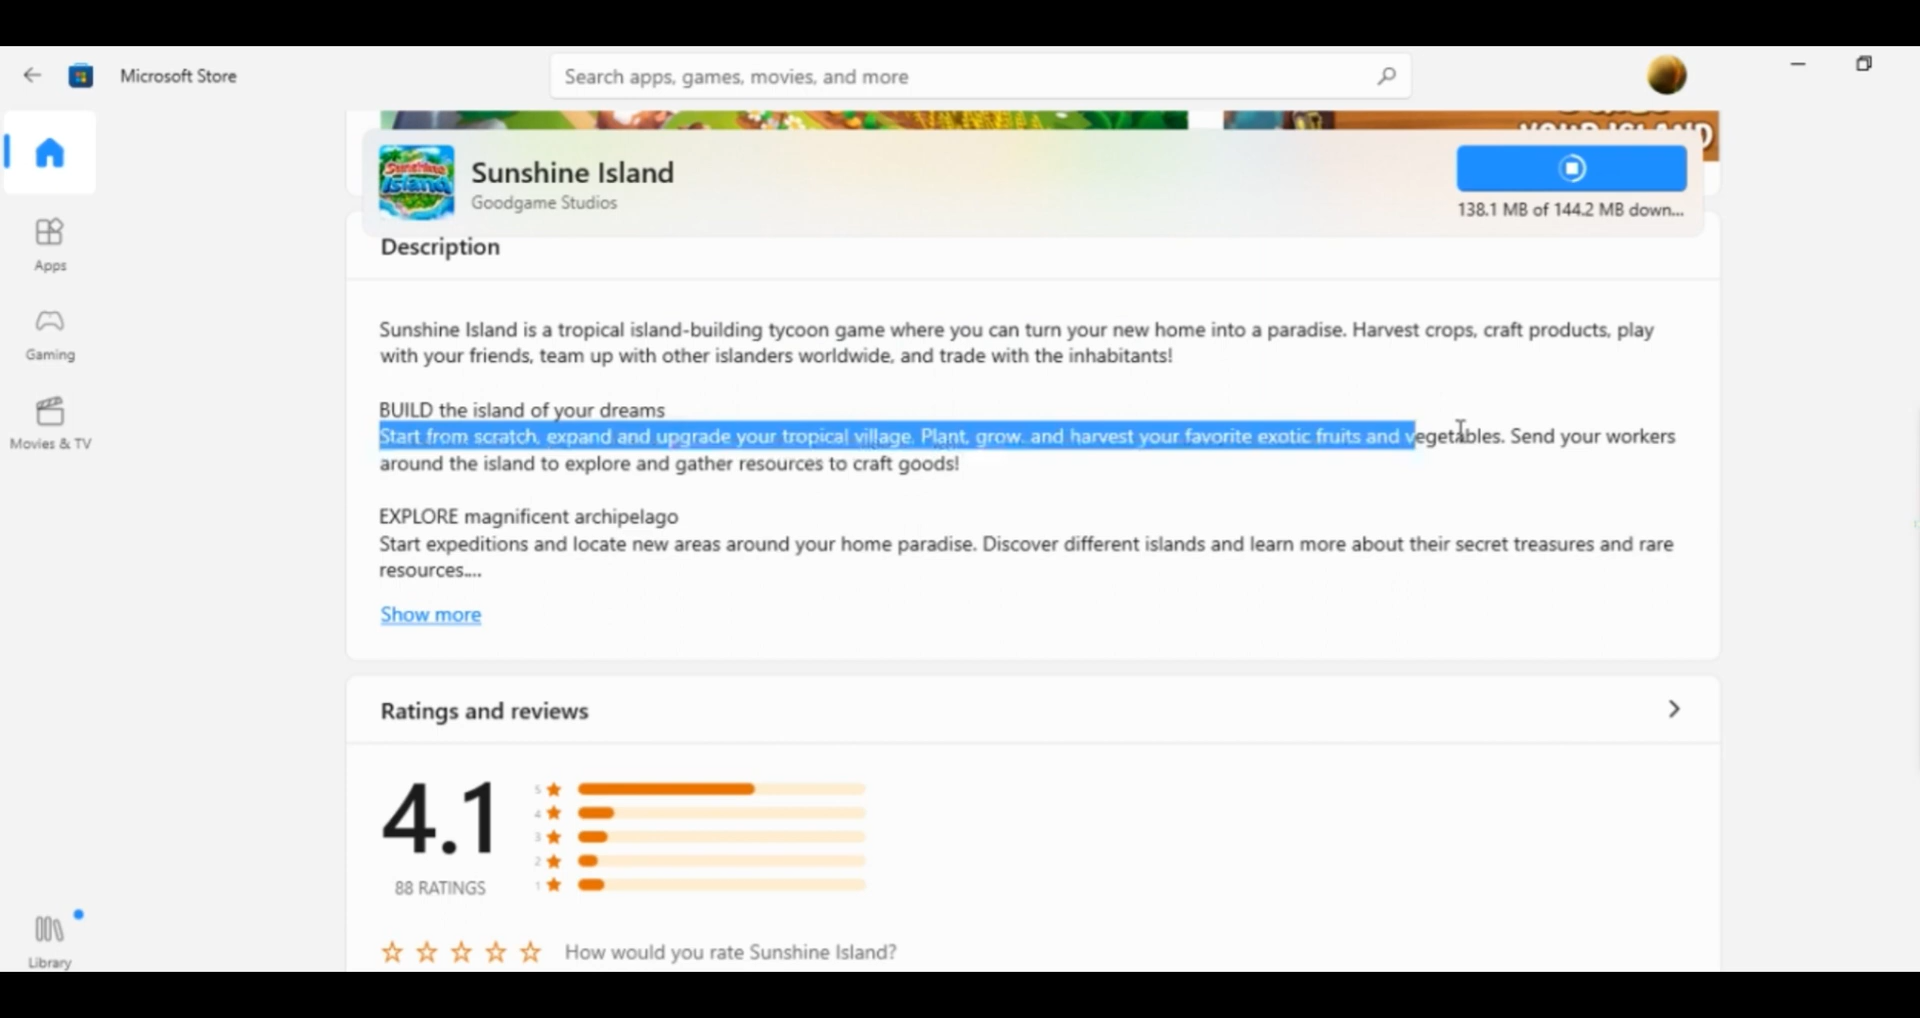 Microsoft Store
Search apps, games, movies, and more
YOUR ISLAND
Sunshine Island
Sunshine Island
Goodgame Studios
138.1 MB of 144.2 MB down...
Apps
Gaming
Movies & TV
Library
Description
Sunshine Island is a tropical island-building tycoon game where you can turn your new home into a paradise. Harvest crops, craft products, play
with your friends, team up with other islanders worldwide, and trade with the inhabitants!
BUILD the island of your dreams
Start from scratch, expand and upgrade your tropical village. Plant, grow, and harvest your favorite exotic fruits and vegetables. Send your workers
around the island to explore and gather resources to craft goods!
EXPLORE magnificent archipelago
Start expeditions and locate new areas around your home paradise. Discover different islands and learn more about their secret treasures and rare
resources....
Show more
Ratings and reviews
4.1
88 RATINGS
5
4
3
2
1
How would you rate Sunshine Island?